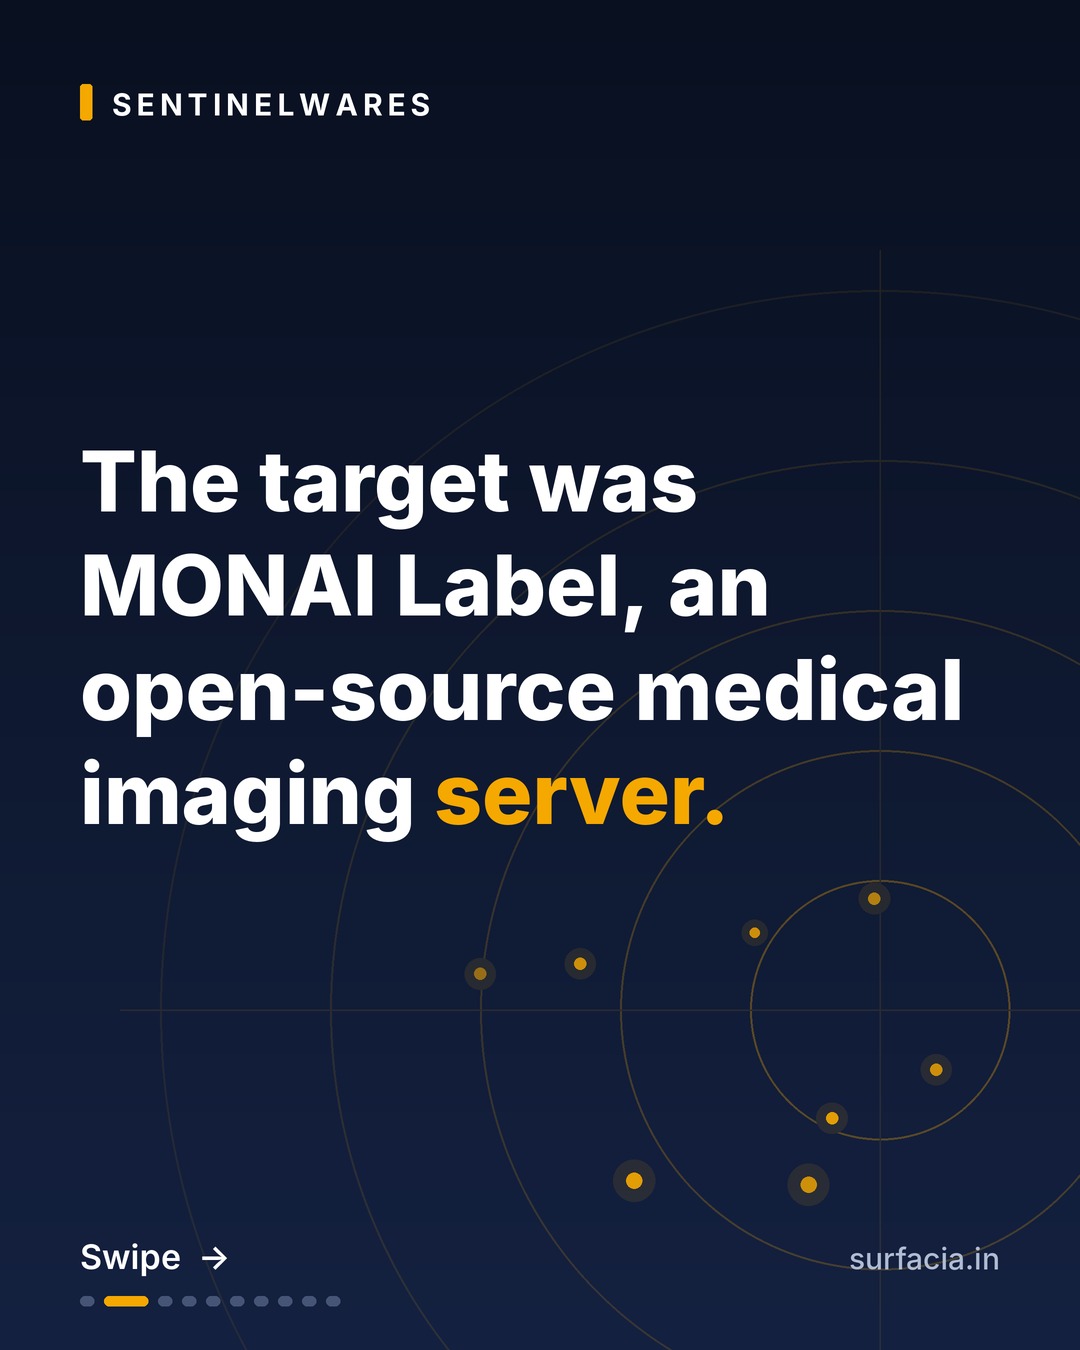 SENTINELWARES
The target was
MONAI Label, an
open-source medical
imaging server.
Swipe →
surfacia.in